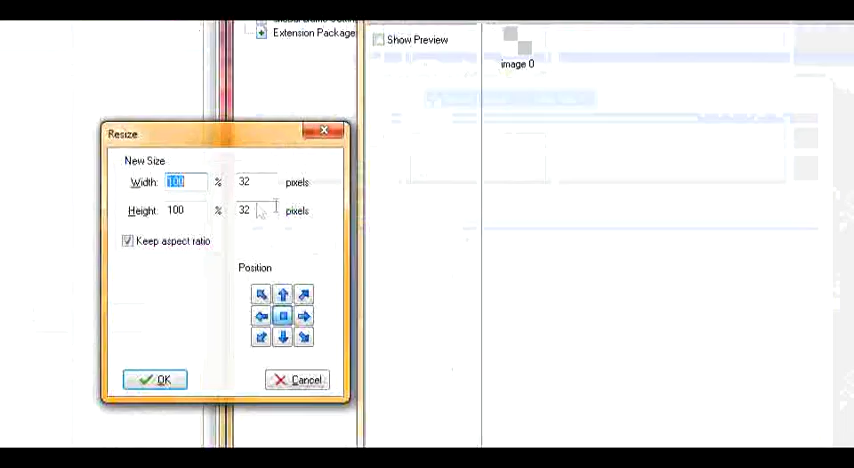 Extension Package
Show Preview
image 0
Resize
New Size
Width: 100 % 32 pixels
Height: 100 % 32 pixels
Keep aspect ratio
Position
OK
Cancel